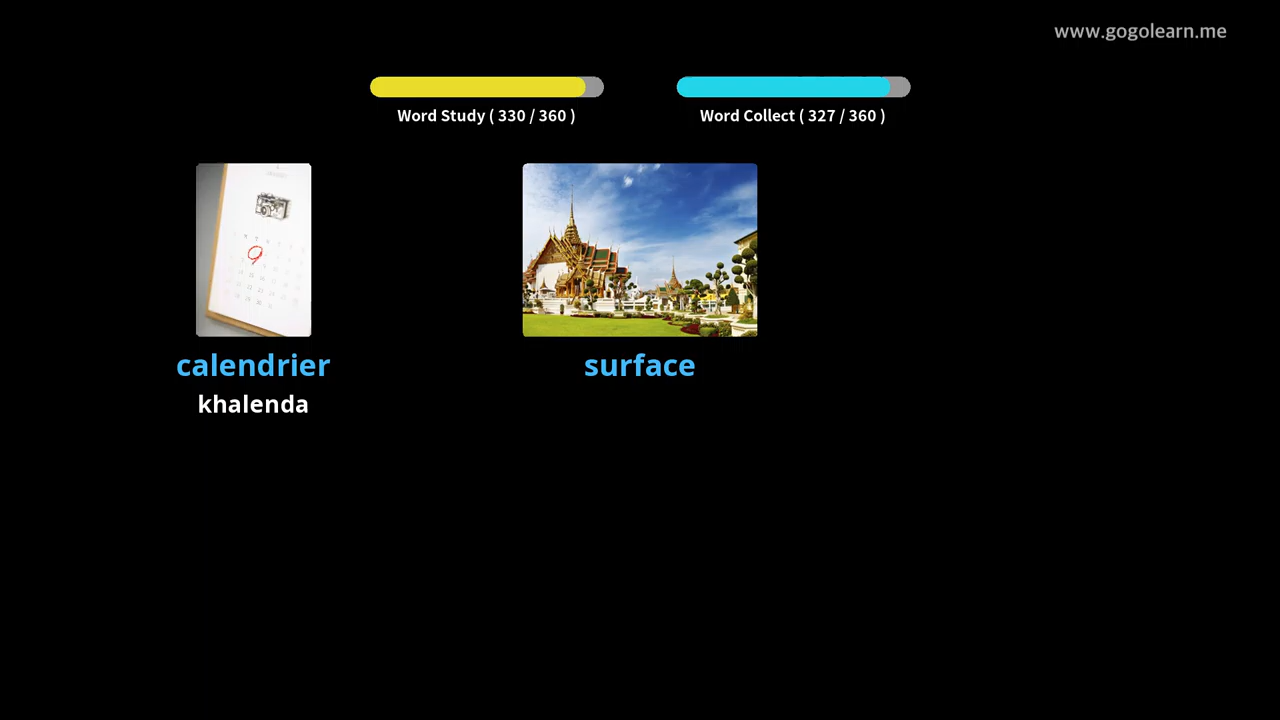 www.gogolearn.me
Word Study ( 330 / 360 )
Word Collect ( 327 / 360 )
calendrier
khalenda
surface